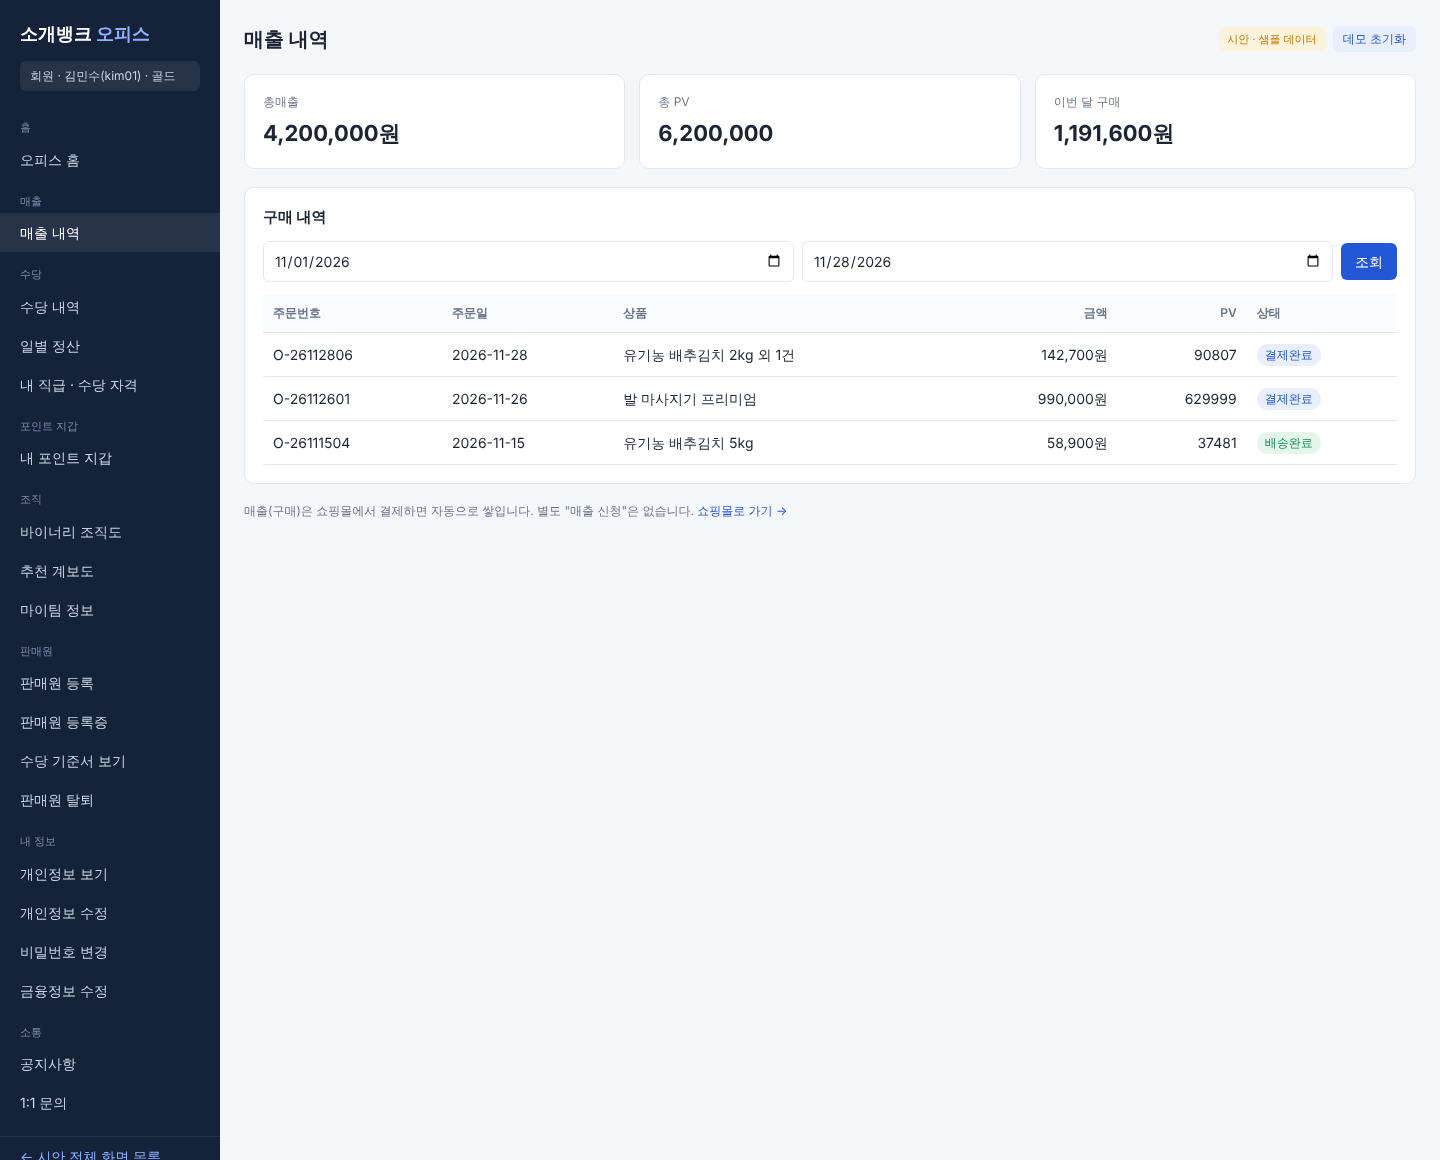 소개뱅크 오피스
회원 · 김민수(kim01) · 골드
홈
오피스 홈
매출
매출 내역
수당
수당 내역
일별 정산
내 직급 · 수당 자격
포인트 지갑
내 포인트 지갑
조직
바이너리 조직도
추천 계보도
마이팀 정보
판매원
판매원 등록
판매원 등록증
수당 기준서 보기
판매원 탈퇴
내 정보
개인정보 보기
개인정보 수정
비밀번호 변경
금융정보 수정
소통
공지사항
1:1 문의
← 시안 전체 화면 목록
매출 내역
시안 · 샘플 데이터 데모 초기화
총매출
4,200,000원
총 PV
6,200,000
이번 달 구매
1,191,600원
구매 내역
11/01/2026 11/28/2026 조회
주문번호 주문일 상품 금액 PV 상태
O-26112806 2026-11-28 유기농 배추김치 2kg 외 1건 142,700원 90807 결제완료
O-26112601 2026-11-26 발 마사지기 프리미엄 990,000원 629999 결제완료
O-26111504 2026-11-15 유기농 배추김치 5kg 58,900원 37481 배송완료
매출(구매)은 쇼핑몰에서 결제하면 자동으로 쌓입니다. 별도 "매출 신청"은 없습니다. 쇼핑몰로 가기 →